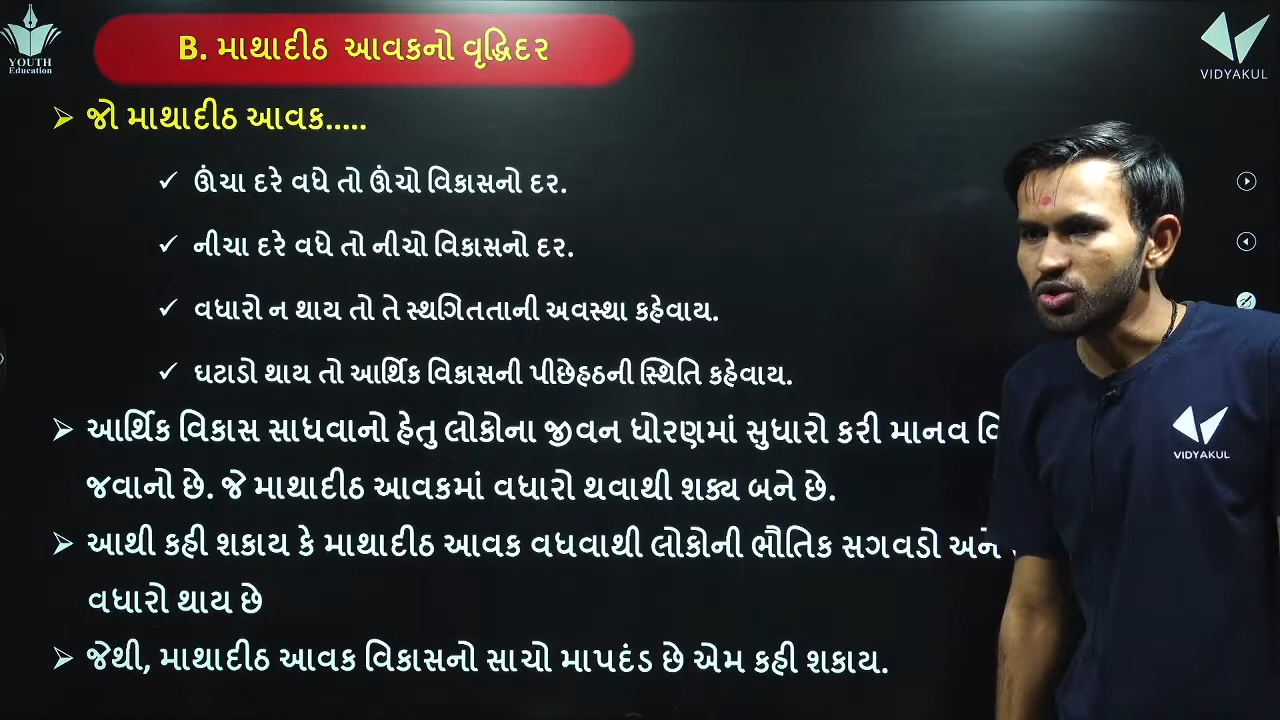 YOUTH
Education
B. માથાદીઠ આવકનો વૃદ્ધિદર
VIDYAKUL
➢ જો માથાદીઠ આવક.....
✓ ઊંચા દરે વધે તો ઊંચો વિકાસનો દર.
✓ નીચા દરે વધે તો નીચો વિકાસનો દર.
✓ વધારો ન થાય તો તે સ્થગિતતાની અવસ્થા કહેવાય.
✓ ઘટાડો થાય તો આર્થિક વિકાસની પીછેહઠની સ્થિતિ કહેવાય.
➢ આર્થિક વિકાસ સાધવાનો હેતુ લોકોના જીવન ધોરણમાં સુધારો કરી માનવ
જવાનો છે. જે માથાદીઠ આવકમાં વધારો થવાથી શક્ય બને છે.
➢ આથી કહી શકાય કે માથાદીઠ આવક વધવાથી લોકોની ભૌતિક સગવડો અને
વધારો થાય છે
➢ જેથી, માથાદીઠ આવક વિકાસનો સાચો માપદંડ છે એમ કહી શકાય.
VIDYAKUL